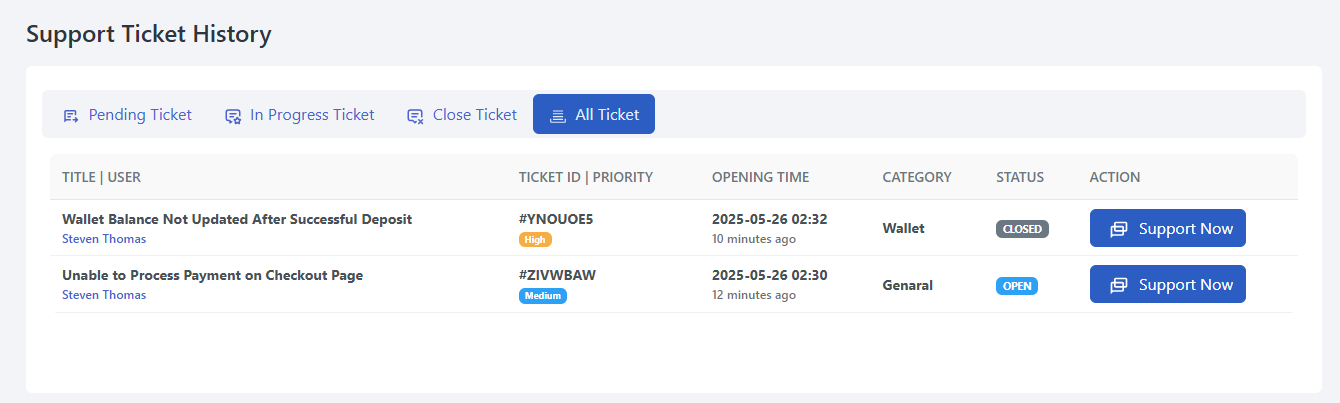 Support Ticket History
Pending Ticket In Progress Ticket Close Ticket All Ticket
TITLE | USER TICKET ID | PRIORITY OPENING TIME CATEGORY STATUS ACTION
Wallet Balance Not Updated After Successful Deposit #YNOUOE5 2025-05-26 02:32 Wallet CLOSED Support Now
Steven Thomas High 10 minutes ago
Unable to Process Payment on Checkout Page #ZIVWBAW 2025-05-26 02:30 Genaral OPEN Support Now
Steven Thomas Medium 12 minutes ago